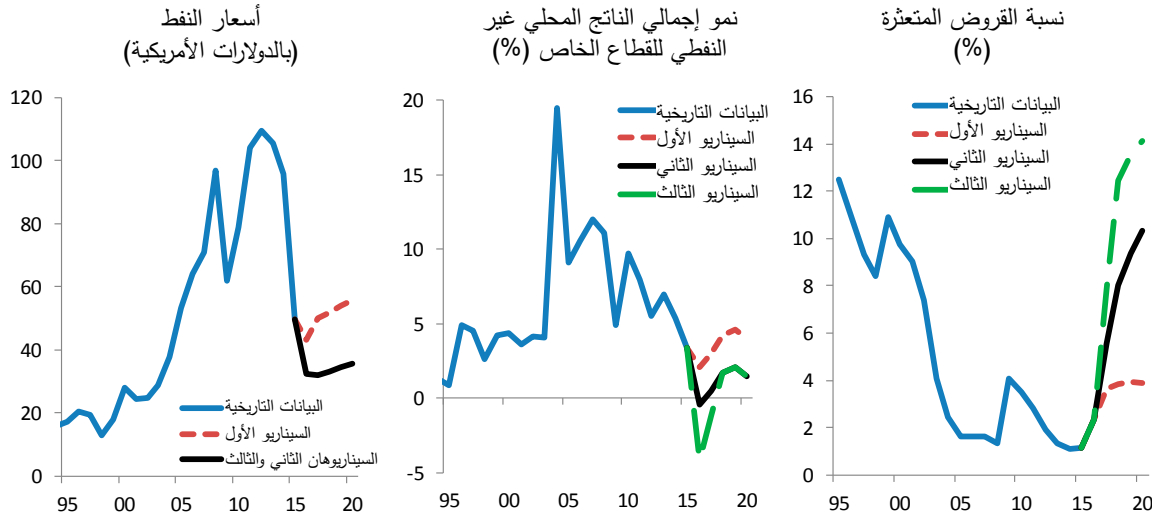 نسبة القروض المتعثرة
(%)
16
14
12
10
8
6
4
2
0
البيانات التاريخية
السيناريو الأول
السيناريو الثاني
السيناريو الثالث
95 00 05 10 15 20
نمو إجمالي الناتج المحلي غير
النفطي للقطاع الخاص (%)
20
15
10
5
0
-5
البيانات التاريخية
السيناريو الأول
السيناريو الثاني
السيناريو الثالث
95 00 05 10 15 20
أسعار النفط
(بالدولارات الأمريكية)
120
100
80
60
40
20
0
البيانات التاريخية
السيناريو الأول
السيناريوهان الثاني والثالث
95 00 05 10 15 20